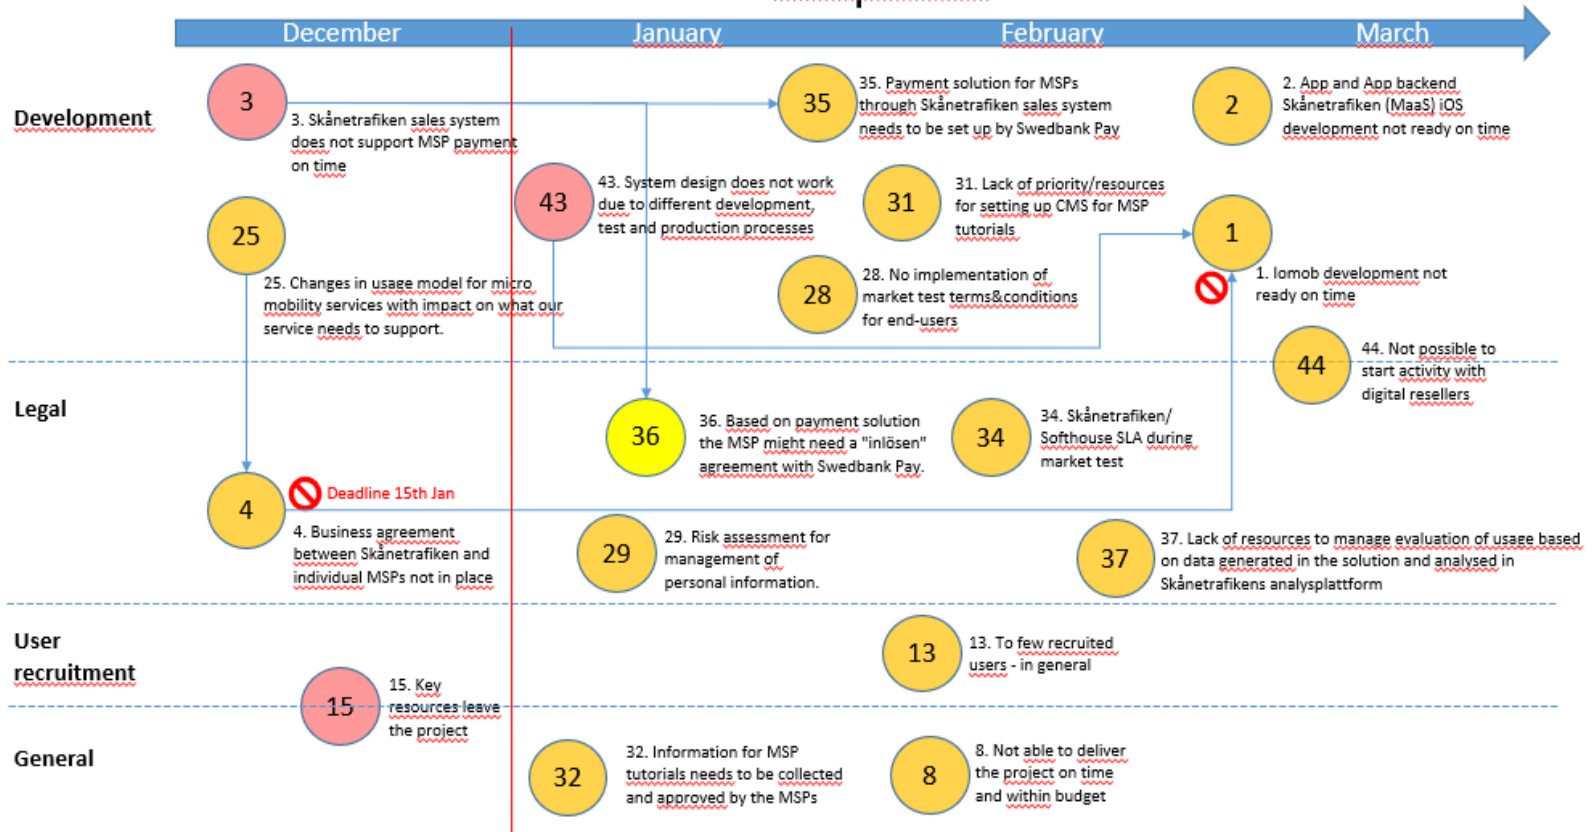 December
January
February
March
Development
3
3. Skånetrafiken sales system
does not support MSP payment
on time
35
35. Payment solution for MSPs
through Skånetrafiken sales system
needs to be set up by Swedbank Pay
2
2. App and App backend
Skånetrafiken (MaaS) iOS
development not ready on time
43
43. System design does not work
due to different development,
test and production processes
31
31. Lack of priority/resources
for setting up CMS for MSP
tutorials
25
25. Changes in usage model for micro
mobility services with impact on what our
service needs to support.
28
28. No implementation of
market test terms&conditions
for end-users
1
1. Iomob development not
ready on time
44
44. Not possible to
start activity with
digital resellers
Legal
36
36. Based on payment solution
the MSP might need a "inlösen"
agreement with Swedbank Pay.
34
34. Skånetrafiken/
Softhouse SLA during
market test
4
Deadline 15th Jan
4. Business agreement
between Skånetrafiken and
individual MSPs not in place
29
29. Risk assessment for
management of
personal information.
37
37. Lack of resources to manage evaluation of usage based
on data generated in the solution and analysed in
Skånetrafikens analysplattform
User
recruitment
13
13. To few recruited
users - in general
15
15. Key
resources leave
the project
General
32
32. Information for MSP
tutorials needs to be collected
and approved by the MSPs
8
8. Not able to deliver
the project on time
and within budget